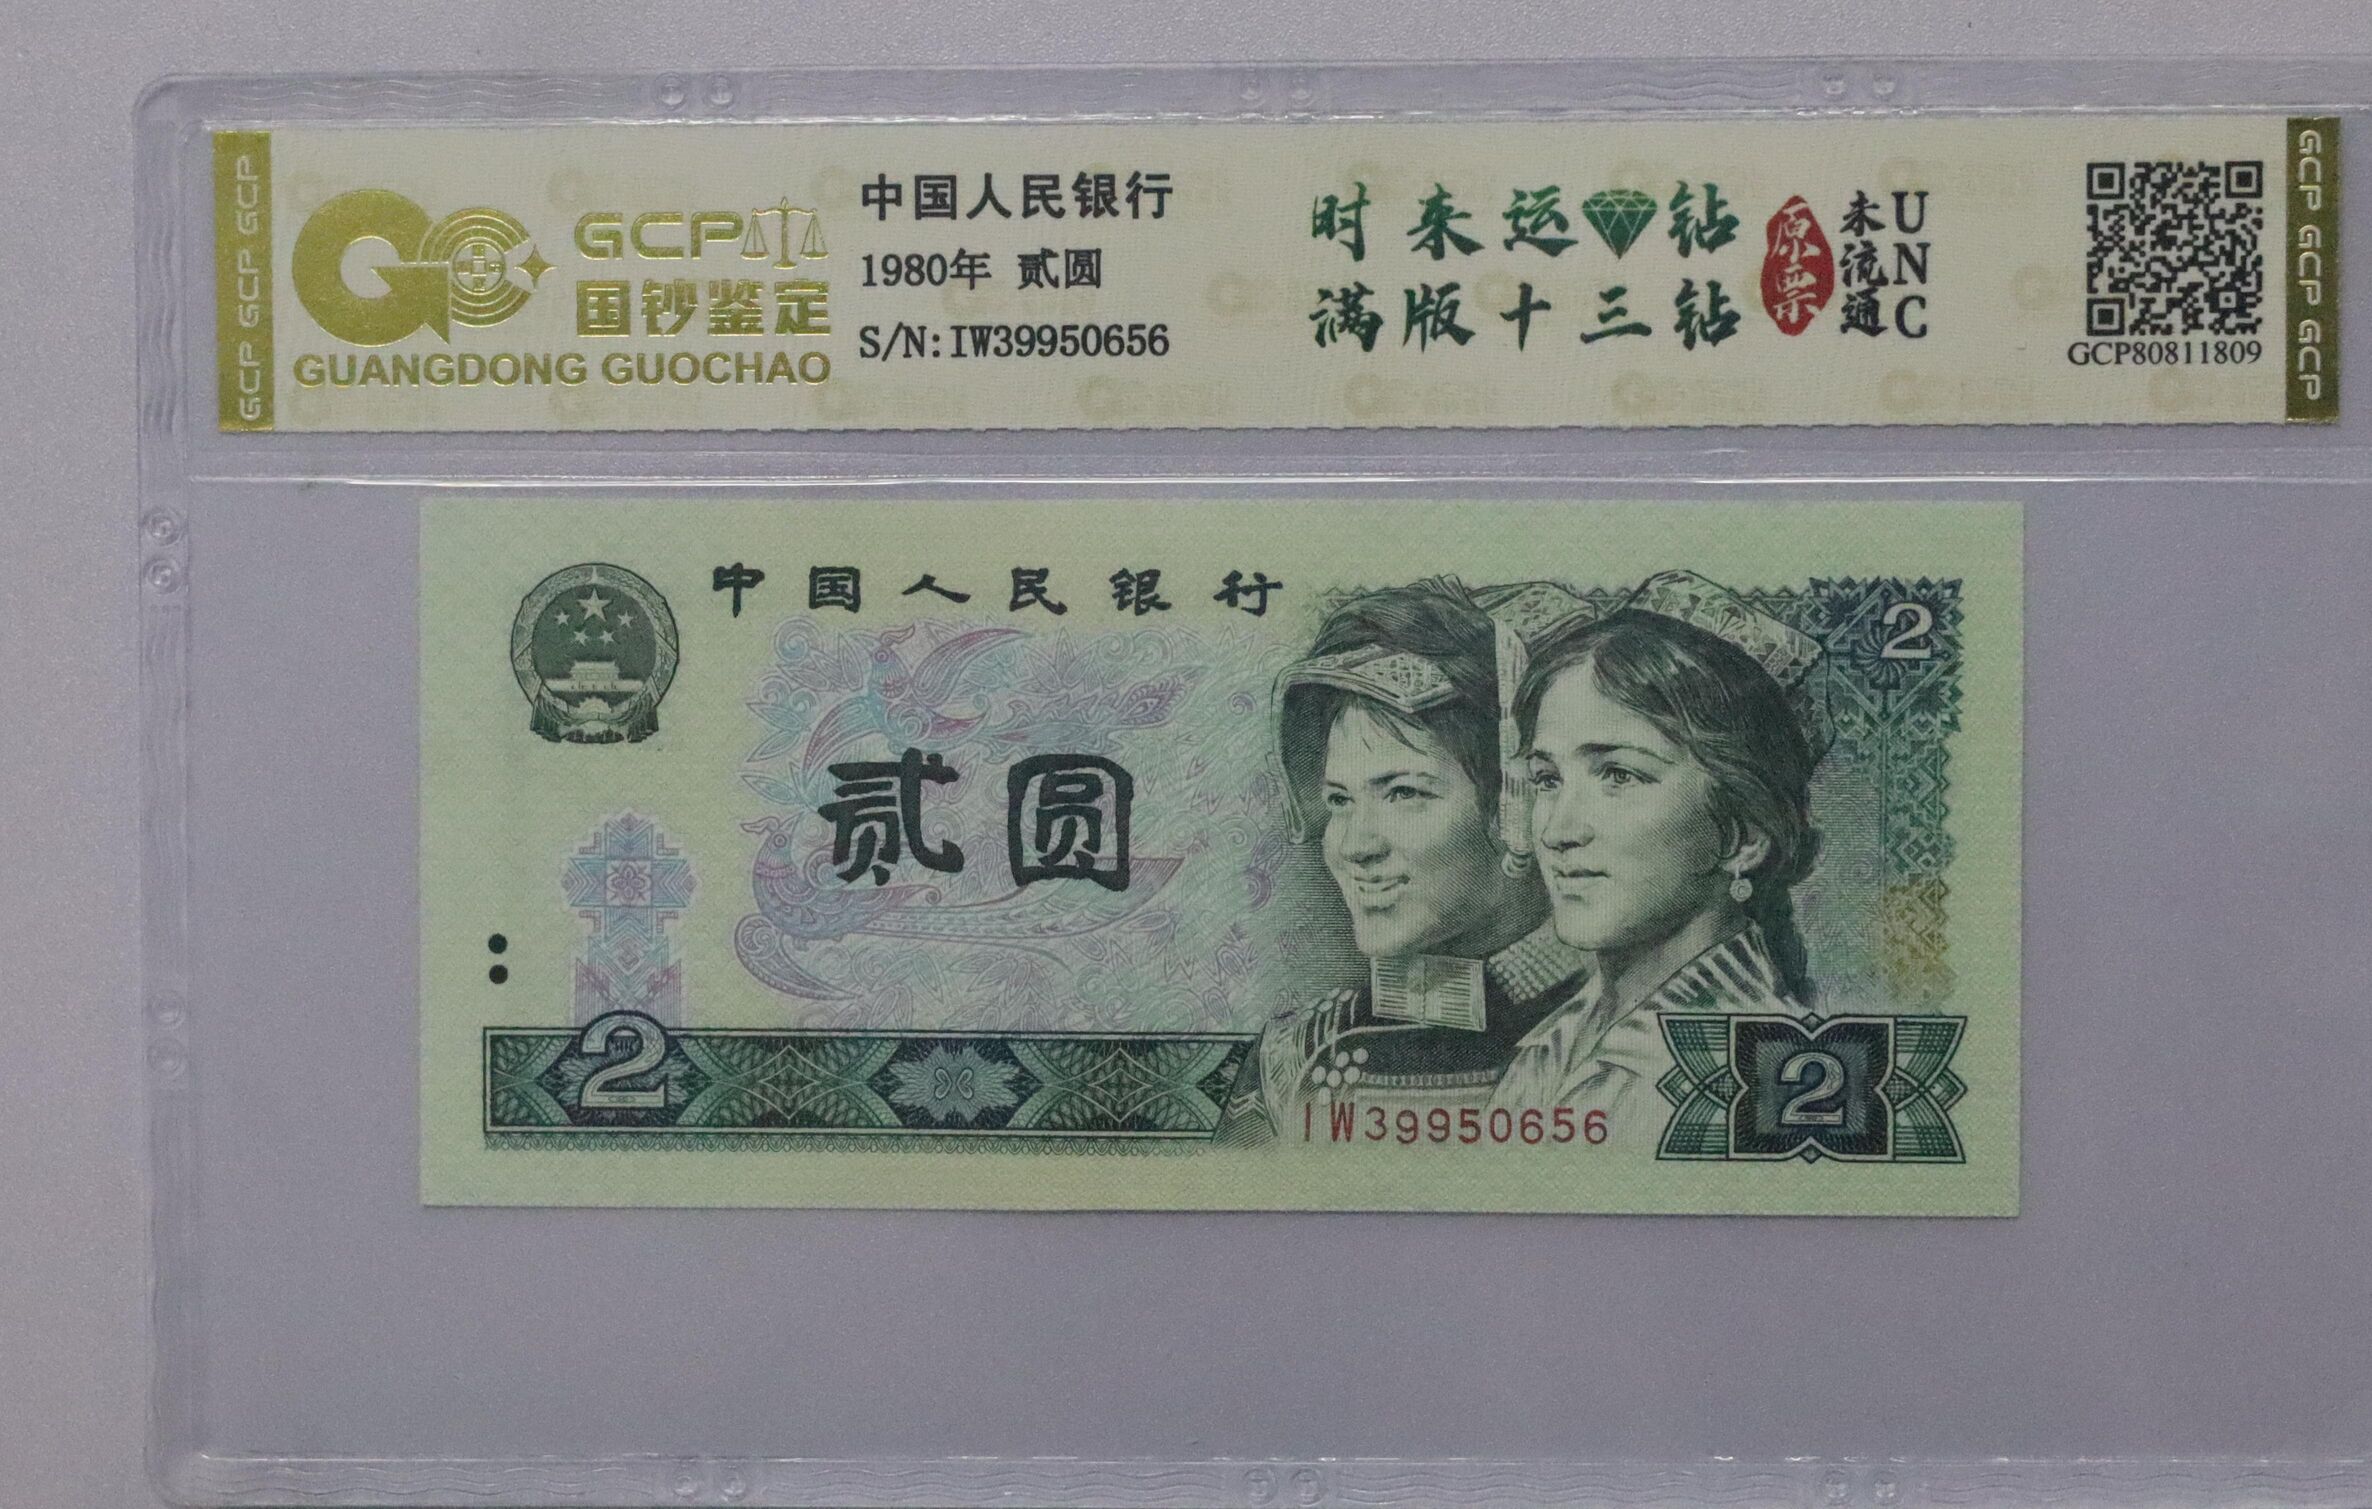 GCP GCP GCP
GCP
国钞鉴定
GUANGDONG GUOCHAO
中国人民银行
1980年 贰圆
S/N:IW39950656
时来运钻
满版十三钻
原票
未流通
UNC
GCP80811809
GCP GCP GCP
中国人民银行
2
贰圆
2
IW39950656
2